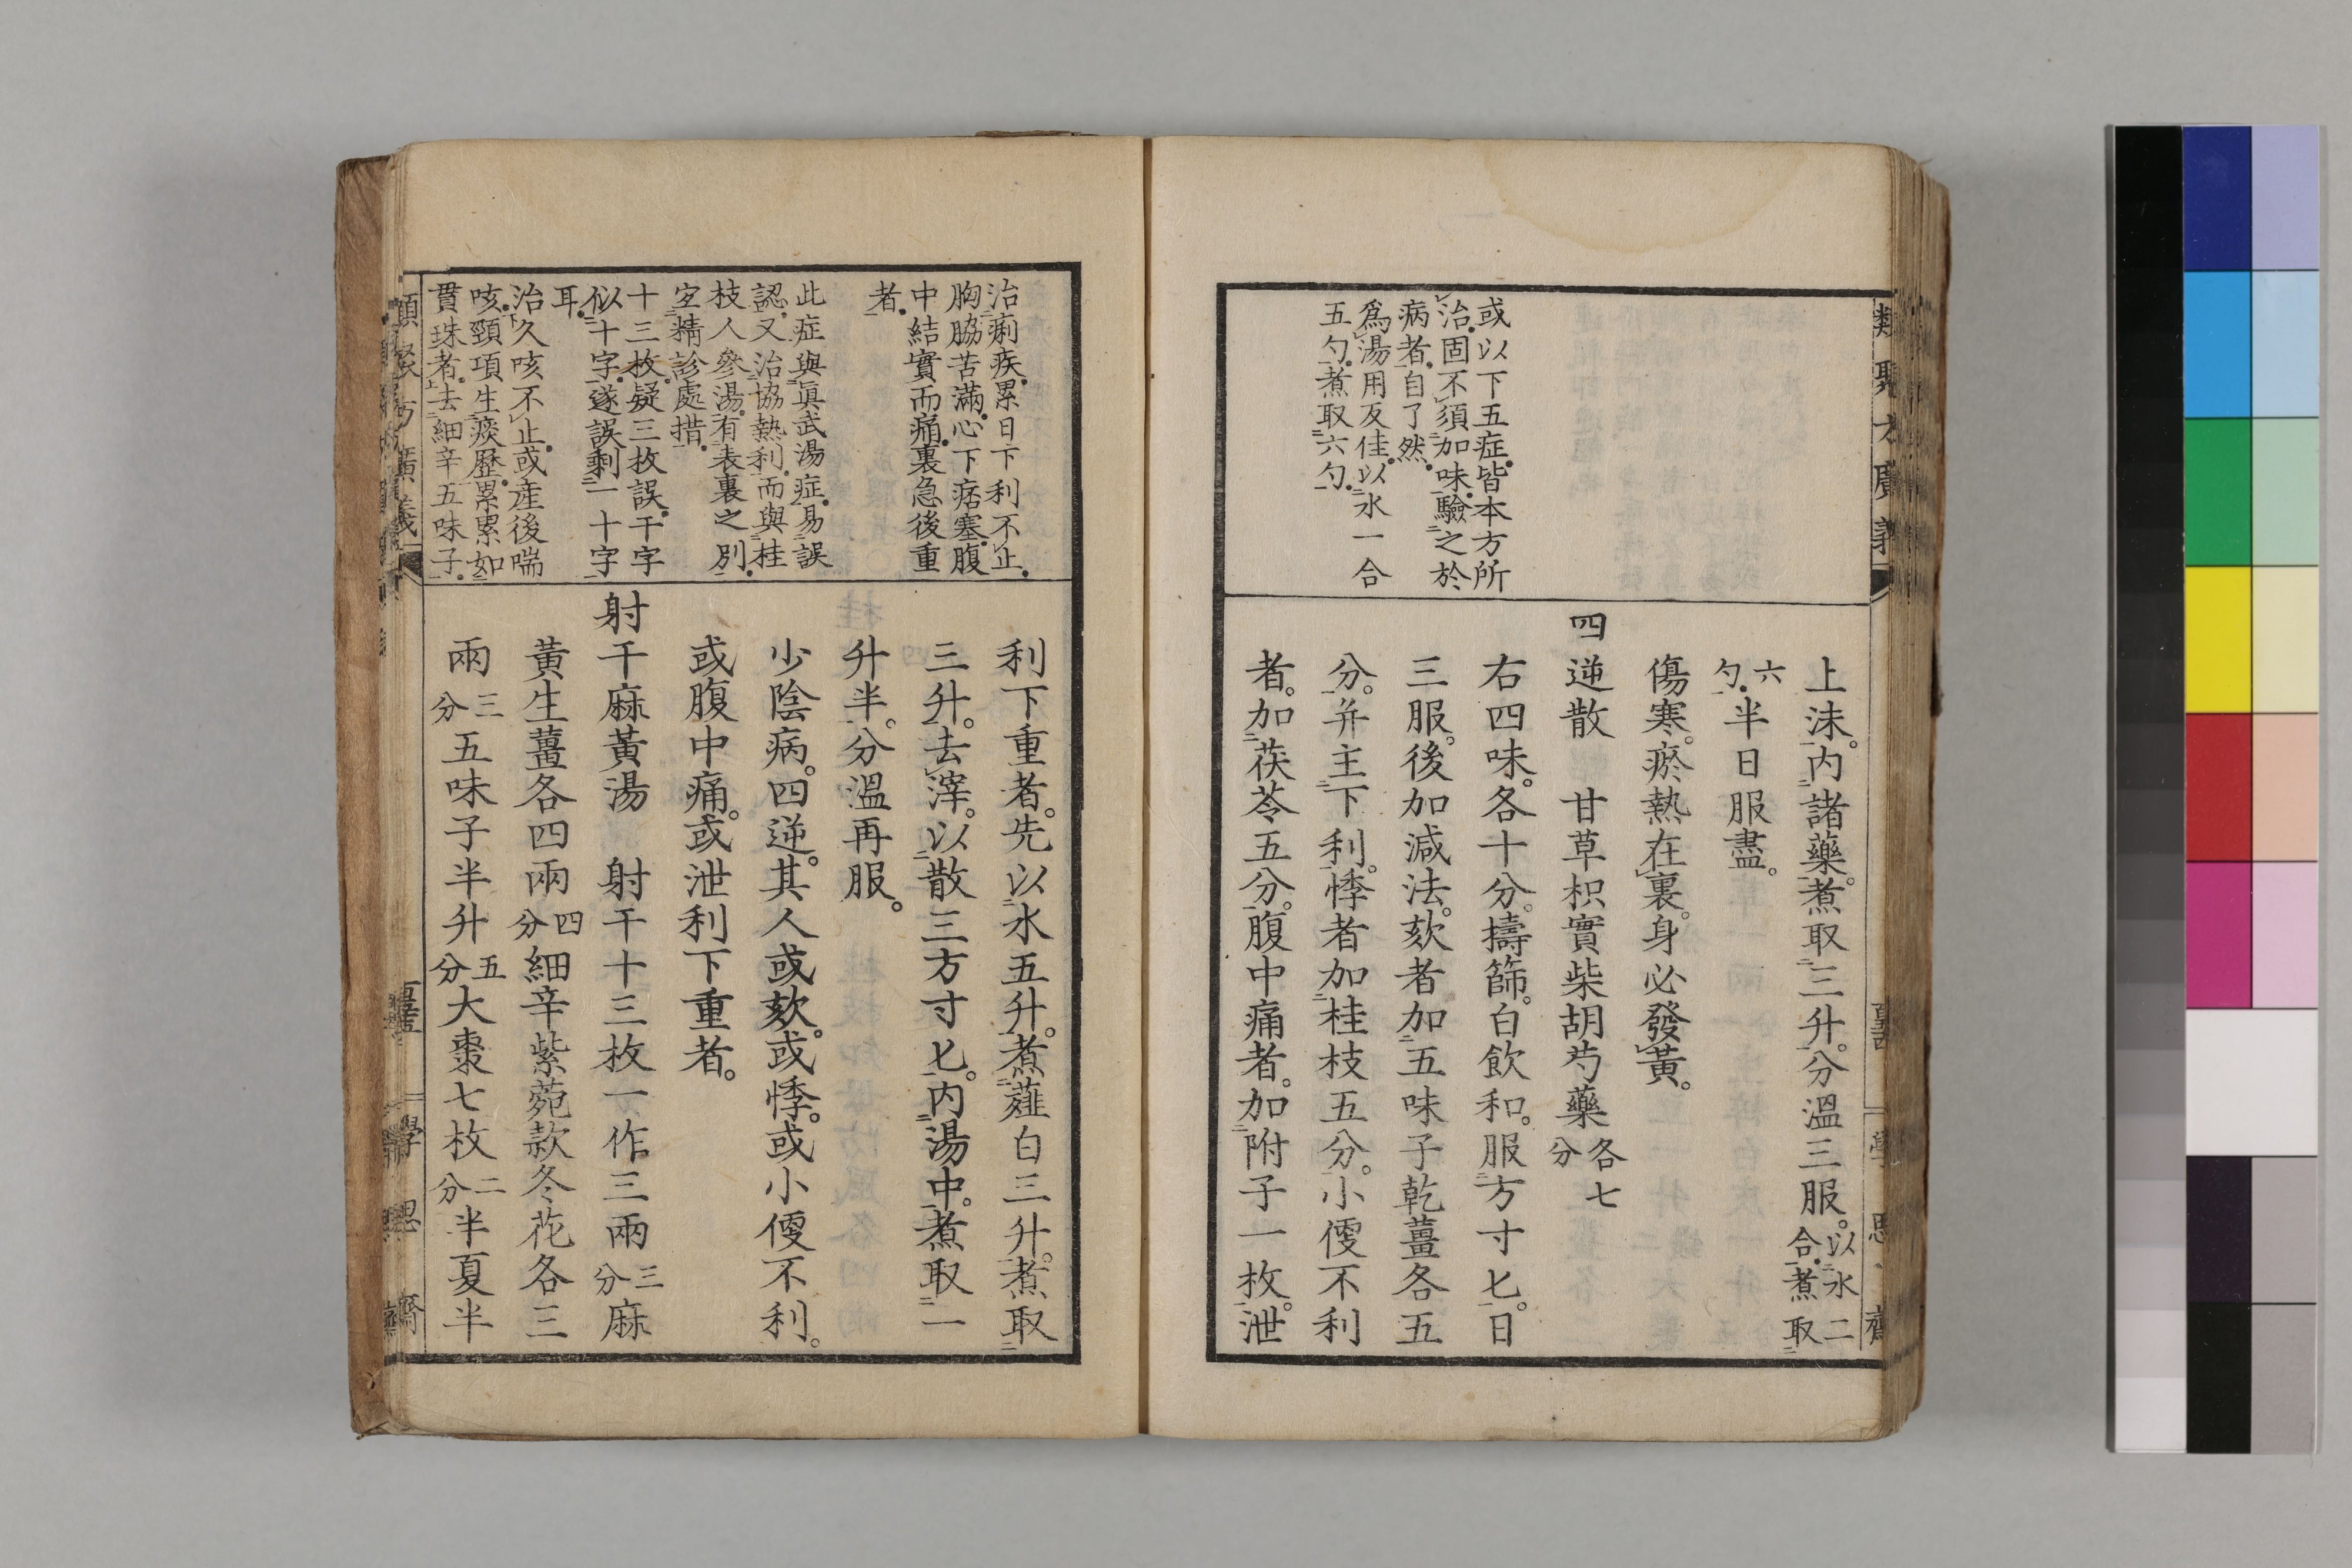 或以下五症皆本方所
治固不須加味驗之於
病者自了然
爲湯用反佳以水一合
五勺煮取六勺
上沫。内諸藥。煮取三升。分溫三服。以水二合煮取
六勺半日服盡。
傷寒。瘀熱在裏。身必發黃。
四逆散 甘草枳實柴胡芍藥各七分
右四味。各十分。擣篩。白飲和。服方寸匕。日
三服。後加減法。欬者加五味子乾薑各五
分。并主下利。悸者加桂枝五分。小便不利
者。加茯苓五分。腹中痛者。加附子一枚。泄
治痢疾累日下利不止
胸脇苦滿心下痞塞腹
中結實而痛裏急後重
者
此症與眞武湯症易誤
認又治協熱利而與桂
枝人參湯有表裏之別
宜精診處措
十三枚疑三枚誤干字
似十字遂誤剩一十字
耳
治久咳不止或產後喘
咳頸項生痰歷累累如
貫珠者去細辛五味子
利下重者。先以水五升。煮薤白三升。煮取
三升。去滓。以散三方寸匕。内湯中。煮取一
升半。分溫再服。
少陰病。四逆。其人或欬。或悸。或小便不利。
或腹中痛。或泄利下重者。
射干麻黃湯 射干十三枚一作三兩三分麻
黃生薑各四兩四分細辛紫菀款冬花各三
兩三分五味子半升五分大棗七枚二分半夏半